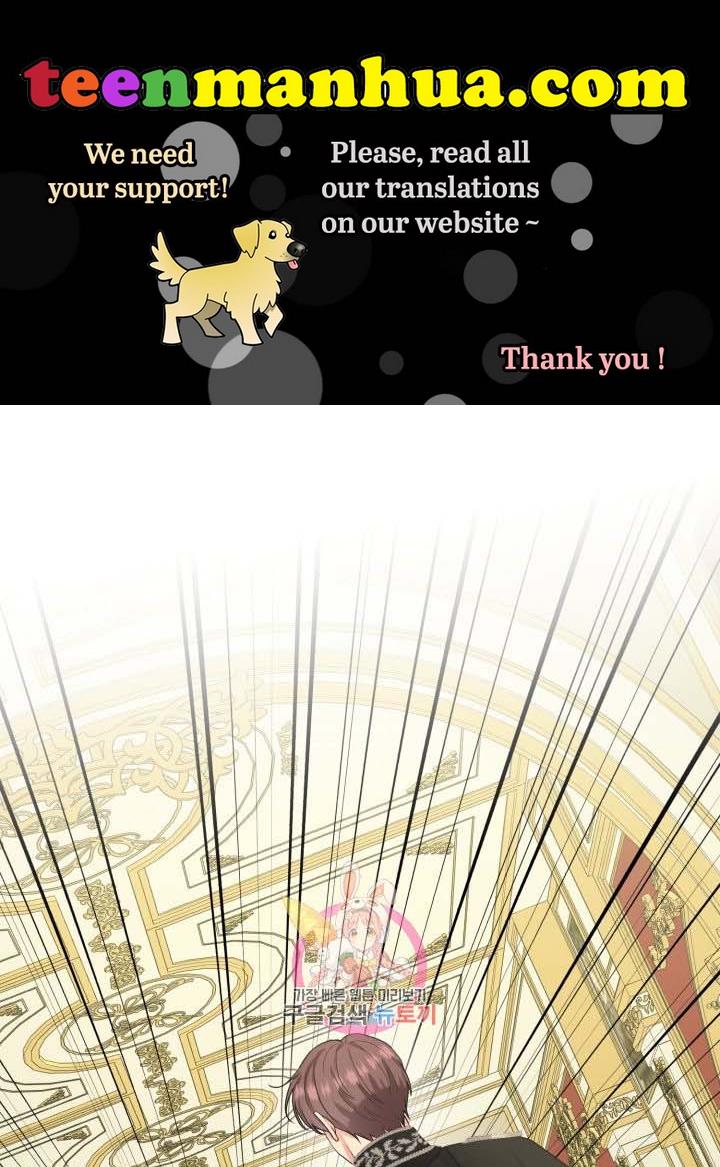 teenmanhua.com
We need
your support!
Please, read all
our translations
on our website ~
Thank you !
가장 빠른 웹툰 미리보기
구글검색 뉴토끼